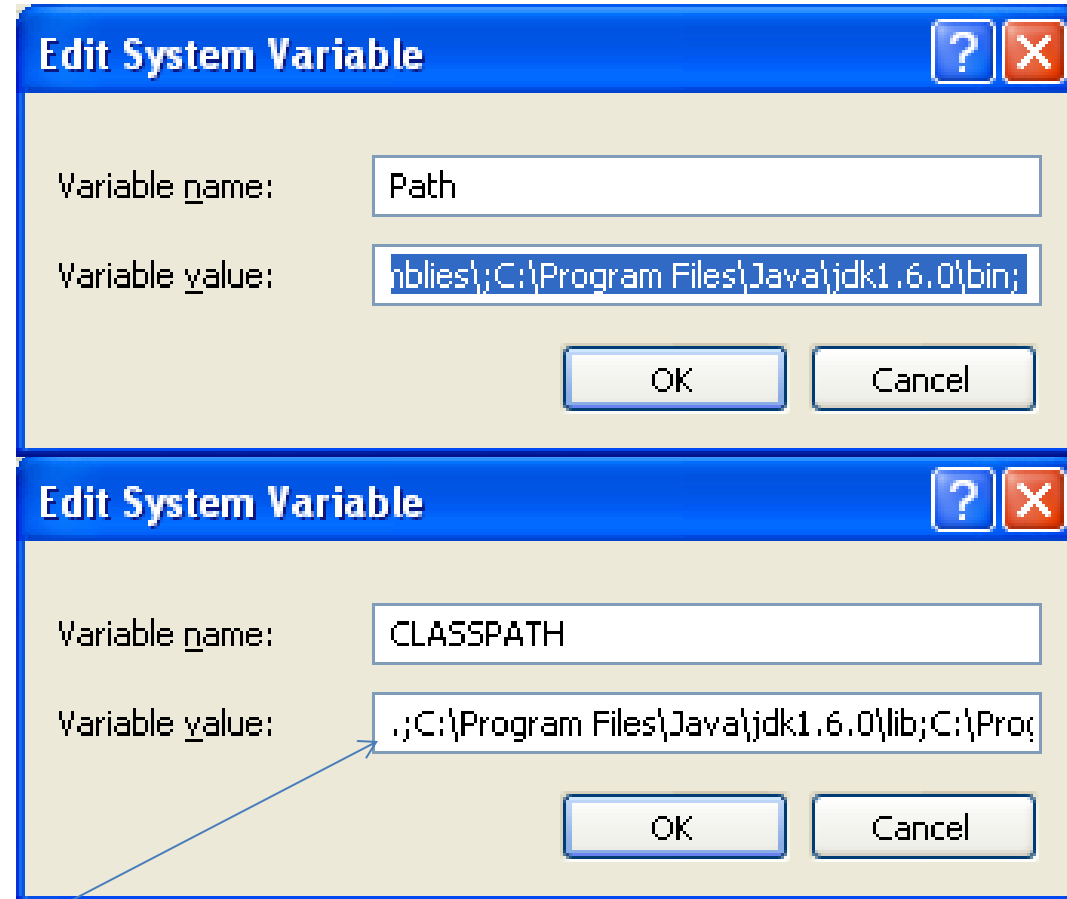 Edit System Variable
Variable name: Path
Variable value: nblies\;C:\Program Files\Java\jdk1.6.0\bin;
OK Cancel
Edit System Variable
Variable name: CLASSPATH
Variable value: .;C:\Program Files\Java\jdk1.6.0\lib;C:\Prog
OK Cancel